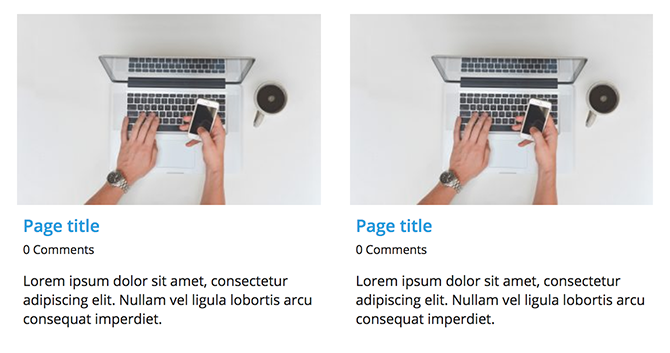 Page title
0 Comments
Lorem ipsum dolor sit amet, consectetur
adipiscing elit. Nullam vel ligula lobortis arcu
consequat imperdiet.
Page title
0 Comments
Lorem ipsum dolor sit amet, consectetur
adipiscing elit. Nullam vel ligula lobortis arcu
consequat imperdiet.